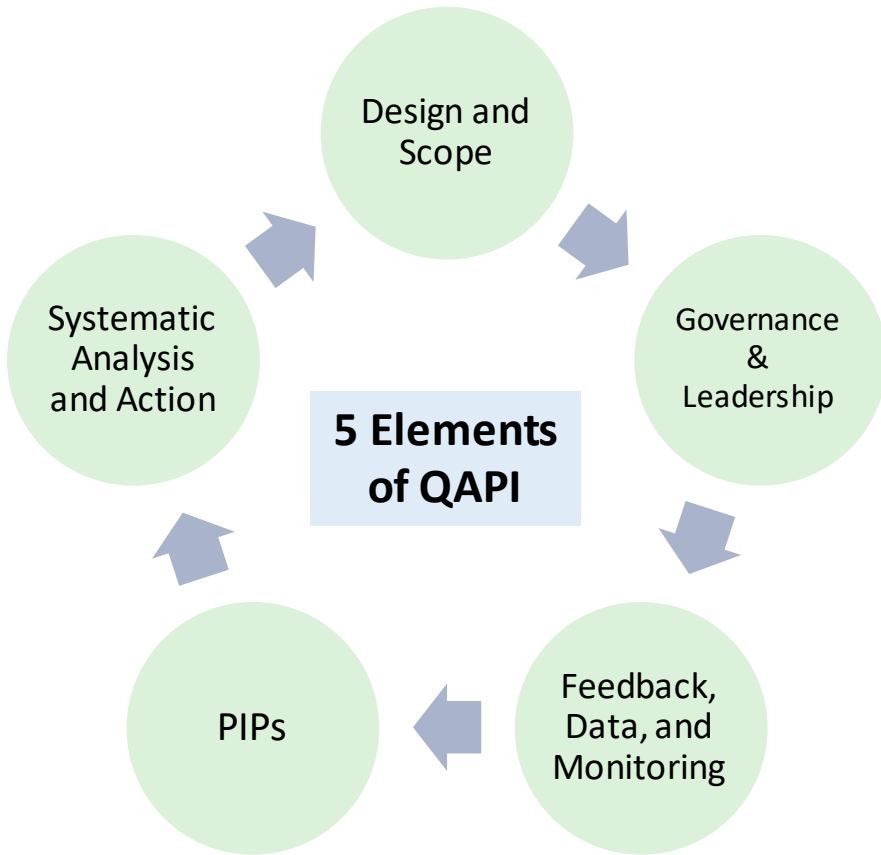 Design and
Scope
Governance
&
Leadership
Feedback,
Data, and
Monitoring
PIPs
Systematic
Analysis
and Action
5 Elements
of QAPI